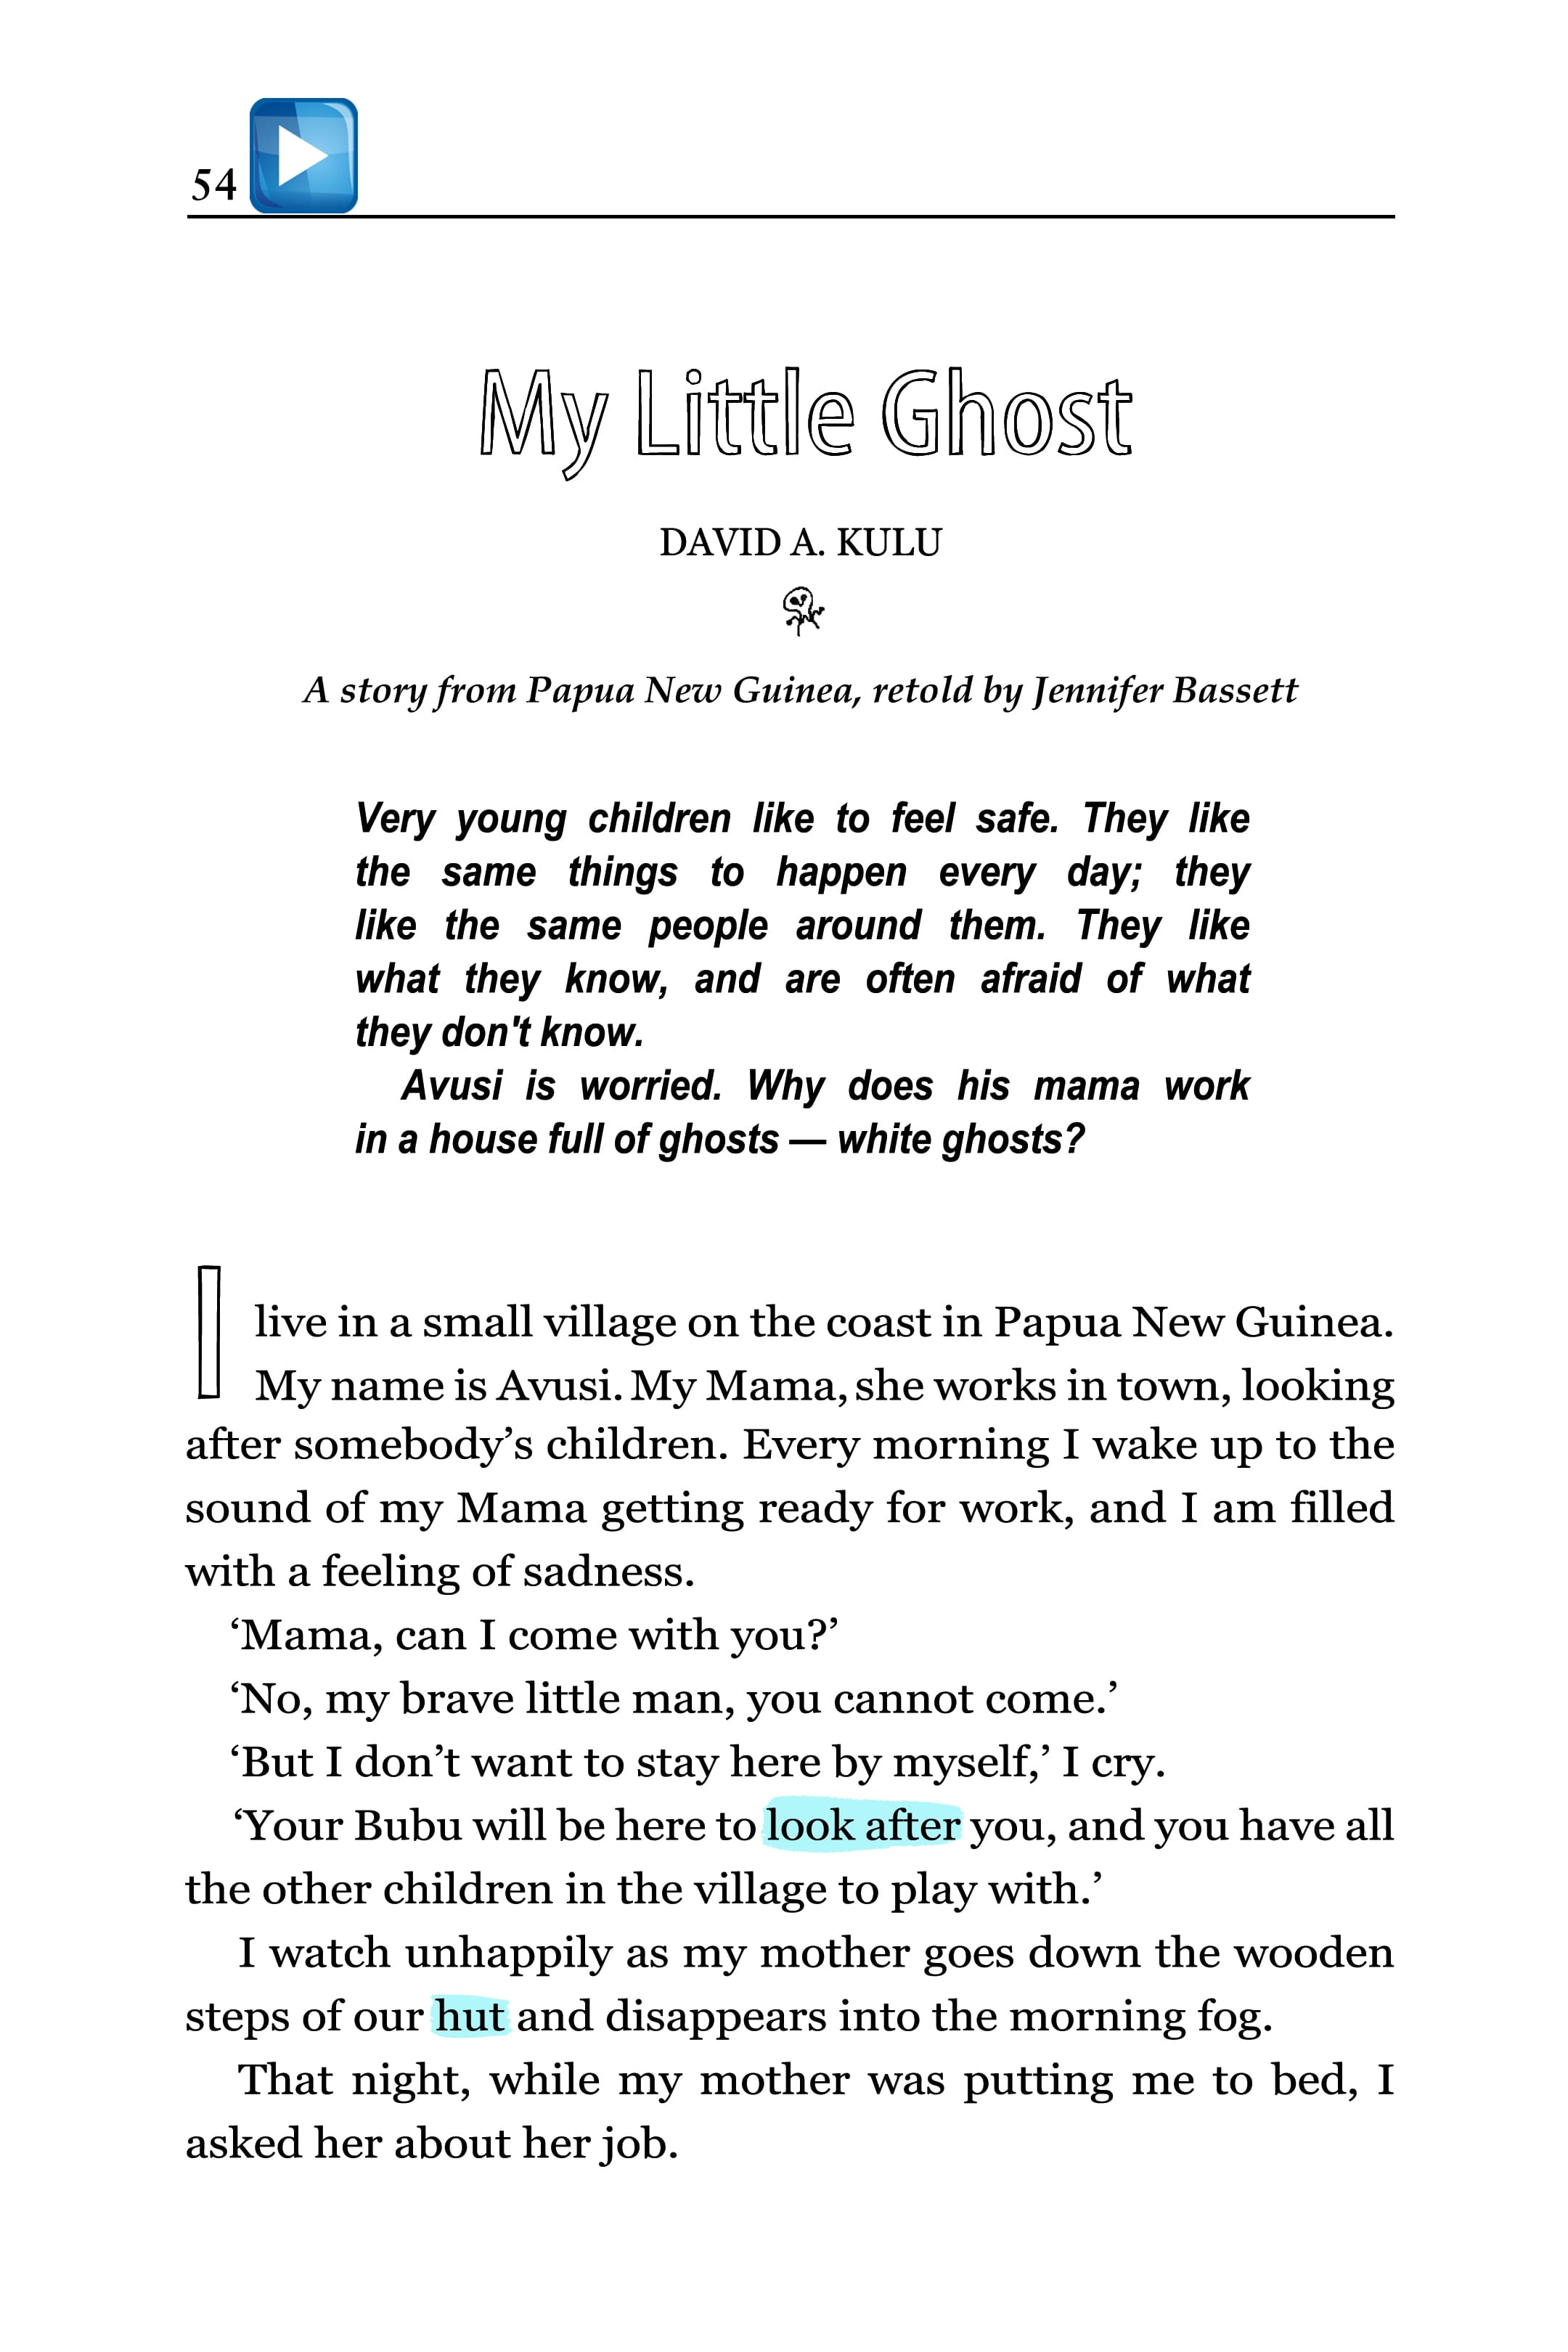 54
My Little Ghost
DAVID A. KULU
A story from Papua New Guinea, retold by Jennifer Bassett
Very young children like to feel safe. They like
the same things to happen every day; they
like the same people around them. They like
what they know, and are often afraid of what
they don't know.
Avusi is worried. Why does his mama work
in a house full of ghosts — white ghosts?
I live in a small village on the coast in Papua New Guinea.
My name is Avusi. My Mama, she works in town, looking
after somebody’s children. Every morning I wake up to the
sound of my Mama getting ready for work, and I am filled
with a feeling of sadness.
‘Mama, can I come with you?’
‘No, my brave little man, you cannot come.’
‘But I don’t want to stay here by myself,’ I cry.
‘Your Bubu will be here to look after you, and you have all
the other children in the village to play with.’
I watch unhappily as my mother goes down the wooden
steps of our hut and disappears into the morning fog.
That night, while my mother was putting me to bed, I
asked her about her job.